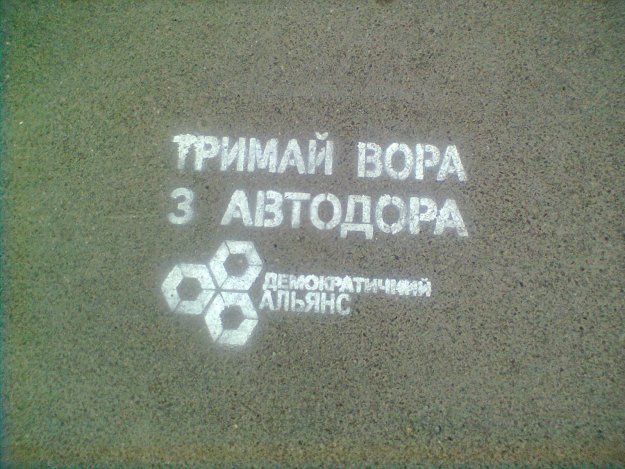 ТРИМАЙ ВОРА
З АВТОДОРА
ДЕМОКРАТИЧНИЙ
АЛЬЯНС